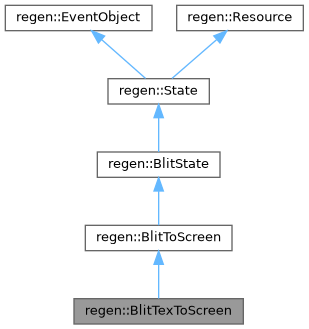 regen::EventObject
regen::Resource
regen::State
regen::BlitState
regen::BlitToScreen
regen::BlitTexToScreen